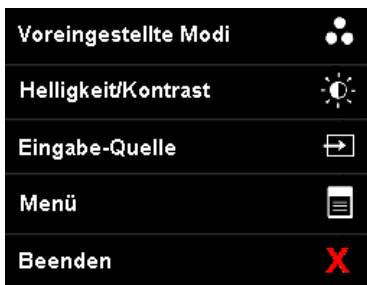 Voreingestellte Modi
Helligkeit/Kontrast
Eingabe-Quelle
Menü
Beenden